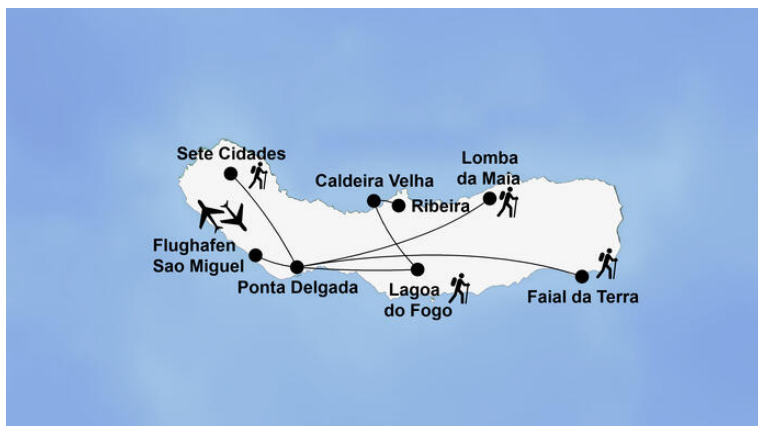 Sete Cidades
Caldeira Velha
Lomba
da Maia
Ribeira
Flughafen
Sao Miguel
Ponta Delgada
Lagoa
do Fogo
Faial da Terra